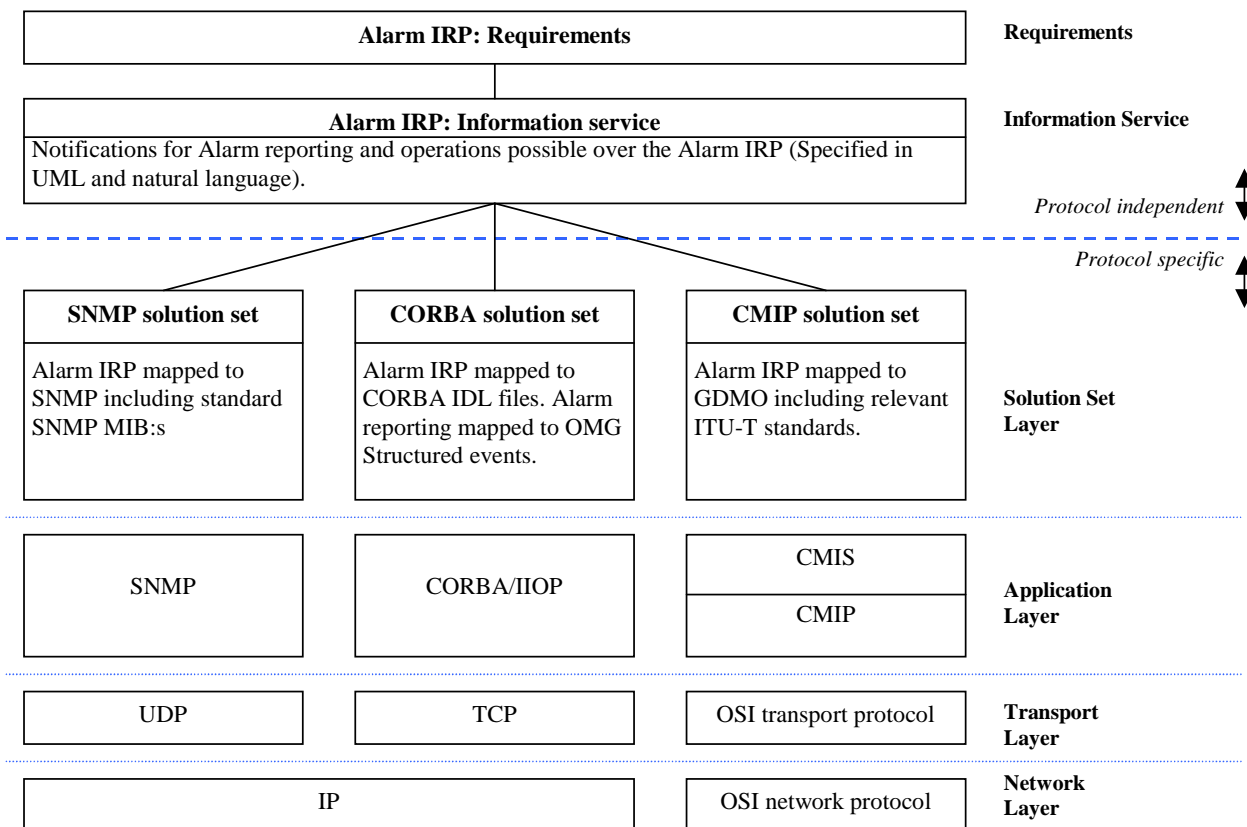 Alarm IRP: Requirements
Requirements
Alarm IRP: Information service
Information Service
Notifications for Alarm reporting and operations possible over the Alarm IRP (Specified in
UML and natural language).
Protocol independent
Protocol specific
SNMP solution set
CORBA solution set
CMIP solution set
Alarm IRP mapped to
SNMP including standard
SNMP MIB:s
Alarm IRP mapped to
CORBA IDL files. Alarm
reporting mapped to OMG
Structured events.
Alarm IRP mapped to
GDMO including relevant
ITU-T standards.
Solution Set
Layer
SNMP
CORBA/IIOP
CMIS
CMIP
Application
Layer
UDP
TCP
OSI transport protocol
Transport
Layer
IP
OSI network protocol
Network
Layer